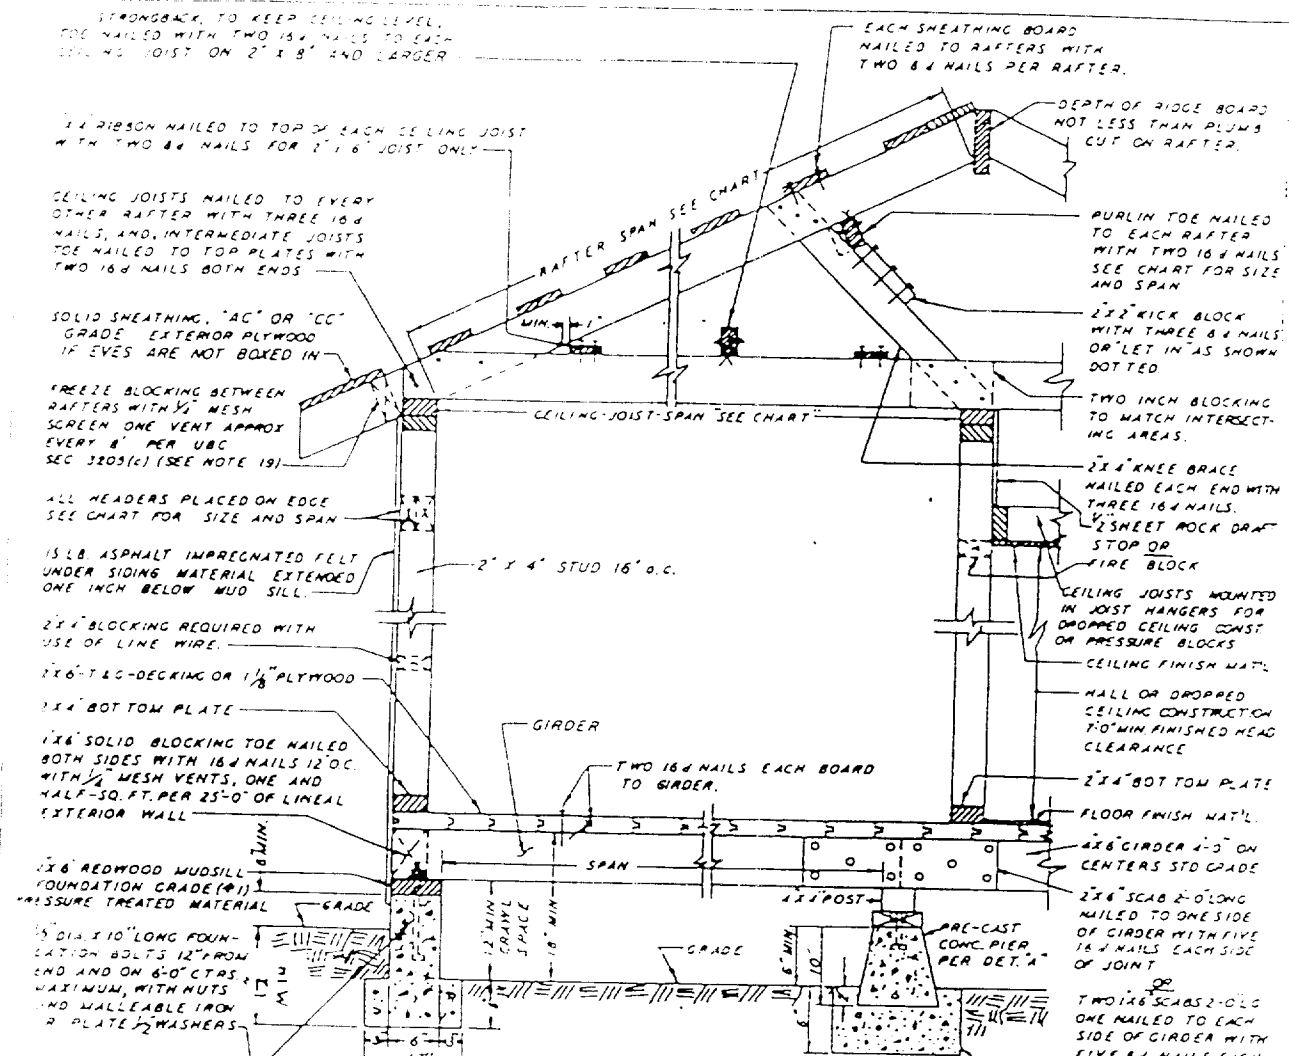 STRONGBACK, TO KEEP CEILING LEVEL,
TOE NAILED WITH TWO 16d NAILS TO EACH
CEILING JOIST ON 2" X 8" AND LARGER
EACH SHEATHING BOARD
NAILED TO RAFTERS WITH
TWO 8d NAILS PER RAFTER.
RIBBON NAILED TO TOP OF EACH CEILING JOIST
WITH TWO 8d NAILS FOR 2" X 6" JOIST ONLY
DEPTH OF RIDGE BOARD
NOT LESS THAN PLUMB
CUT ON RAFTER.
CEILING JOISTS NAILED TO EVERY
OTHER RAFTER WITH THREE 16d
NAILS, AND, INTERMEDIATE JOISTS
TOE NAILED TO TOP PLATES WITH
TWO 16d NAILS BOTH ENDS
RAFTER SPAN SEE CHART
PURLIN TOE NAILED
TO EACH RAFTER
WITH TWO 16d NAILS
SEE CHART FOR SIZE
AND SPAN
SOLID SHEATHING, "AC" OR "CC"
GRADE EXTERIOR PLYWOOD
IF EVES ARE NOT BOXED IN
MIN. 1"
2"X2" KICK BLOCK
WITH THREE 8d NAILS
OR "LET IN" AS SHOWN
DOTTED.
FREEZE BLOCKING BETWEEN
RAFTERS WITH 1/4" MESH
SCREEN ONE VENT APPROX
EVERY 8' PER UBC
SEC 3205(c) (SEE NOTE 19)
CEILING-JOIST-SPAN SEE CHART
TWO INCH BLOCKING
TO MATCH INTERSECT-
ING AREAS.
2"X4" KNEE BRACE
NAILED EACH END WITH
THREE 16d NAILS.
ALL HEADERS PLACED ON EDGE
SEE CHART FOR SIZE AND SPAN
1/2" SHEET ROCK DRAFT
STOP OR
FIRE BLOCK
15 LB. ASPHALT IMPREGNATED FELT
UNDER SIDING MATERIAL EXTENDED
ONE INCH BELOW MUD SILL.
2" X 4" STUD 16" o.c.
CEILING JOISTS MOUNTED
IN JOIST HANGERS FOR
DROPPED CEILING CONST.
OR PRESSURE BLOCKS
2"X4" BLOCKING REQUIRED WITH
USE OF LINE WIRE.
CEILING FINISH MAT'L
2"X6"-T&G-DECKING OR 1 1/8" PLYWOOD
HALL OR DROPPED
CEILING CONSTRUCTION
7'-0" MIN. FINISHED HEAD
CLEARANCE
2"X4" BOTTOM PLATE
GIRDER
1"X6" SOLID BLOCKING TOE NAILED
BOTH SIDES WITH 16d NAILS 12" O.C.
WITH 1/4" MESH VENTS, ONE AND
HALF-SQ. FT. PER 25'-0" OF LINEAL
EXTERIOR WALL
TWO 16d NAILS EACH BOARD
TO GIRDER.
2"X4" BOTTOM PLATE
FLOOR FINISH MAT'L.
8" MIN.
SPAN
4X6" GIRDER 4'-0" ON
CENTERS STD GRADE
2"X6" REDWOOD MUDSILL
FOUNDATION GRADE (#1)
PRESSURE TREATED MATERIAL
GRADE
12" MIN
CRAWL
SPACE
18" MIN
4"X4" POST
2"X6" SCAB 2'-0" LONG
NAILED TO ONE SIDE
OF GIRDER WITH FIVE
16d NAILS EACH SIDE
OF JOINT
OR
1/2" DIA. X 10" LONG FOUN-
DATION BOLTS 12" FROM
END AND ON 6'-0" CTRS.
MAXIMUM, WITH NUTS
AND MALLEABLE IRON
OR PLATE 1/2" WASHERS
12"
MIN
GRADE
6" MIN.
10"
PRE-CAST
CONC. PIER
PER DET. "A"
TWO 1X6 SCABS 2'-0" LG
ONE NAILED TO EACH
SIDE OF GIRDER WITH
FIVE 8d NAILS EACH
6